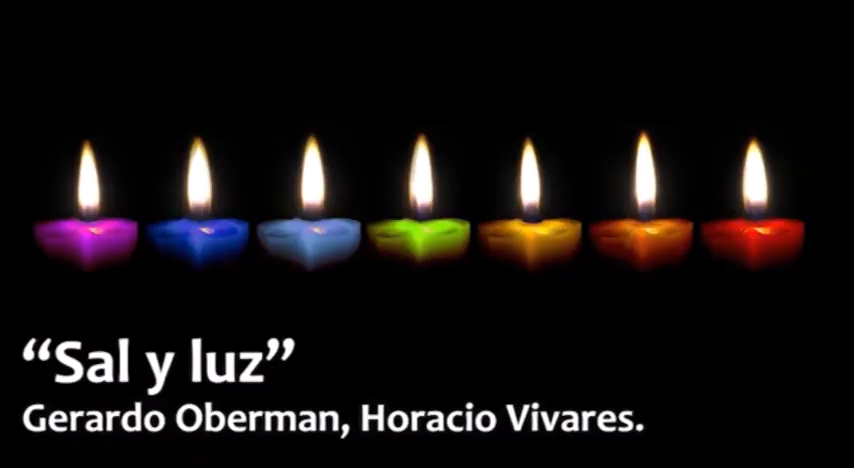 “Sal y luz”
Gerardo Oberman, Horacio Vivares.